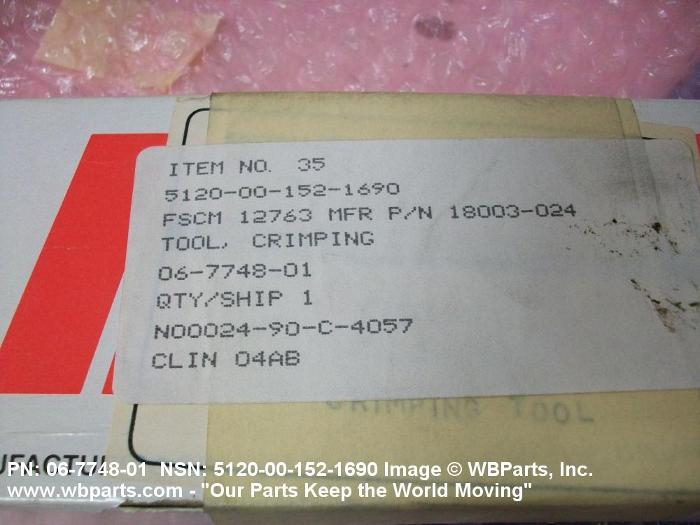 ITEM NO. 35
5120-00-152-1690
FSCM 12763 MFR P/N 18003-024
TOOL, CRIMPING
06-7748-01
QTY/SHIP 1
N00024-90-C-4057
CLIN 04AB
CRIMPING TOOL
PN: 06-7748-01 NSN: 5120-00-152-1690 Image © WBParts, Inc.
www.wbparts.com - "Our Parts Keep the World Moving"